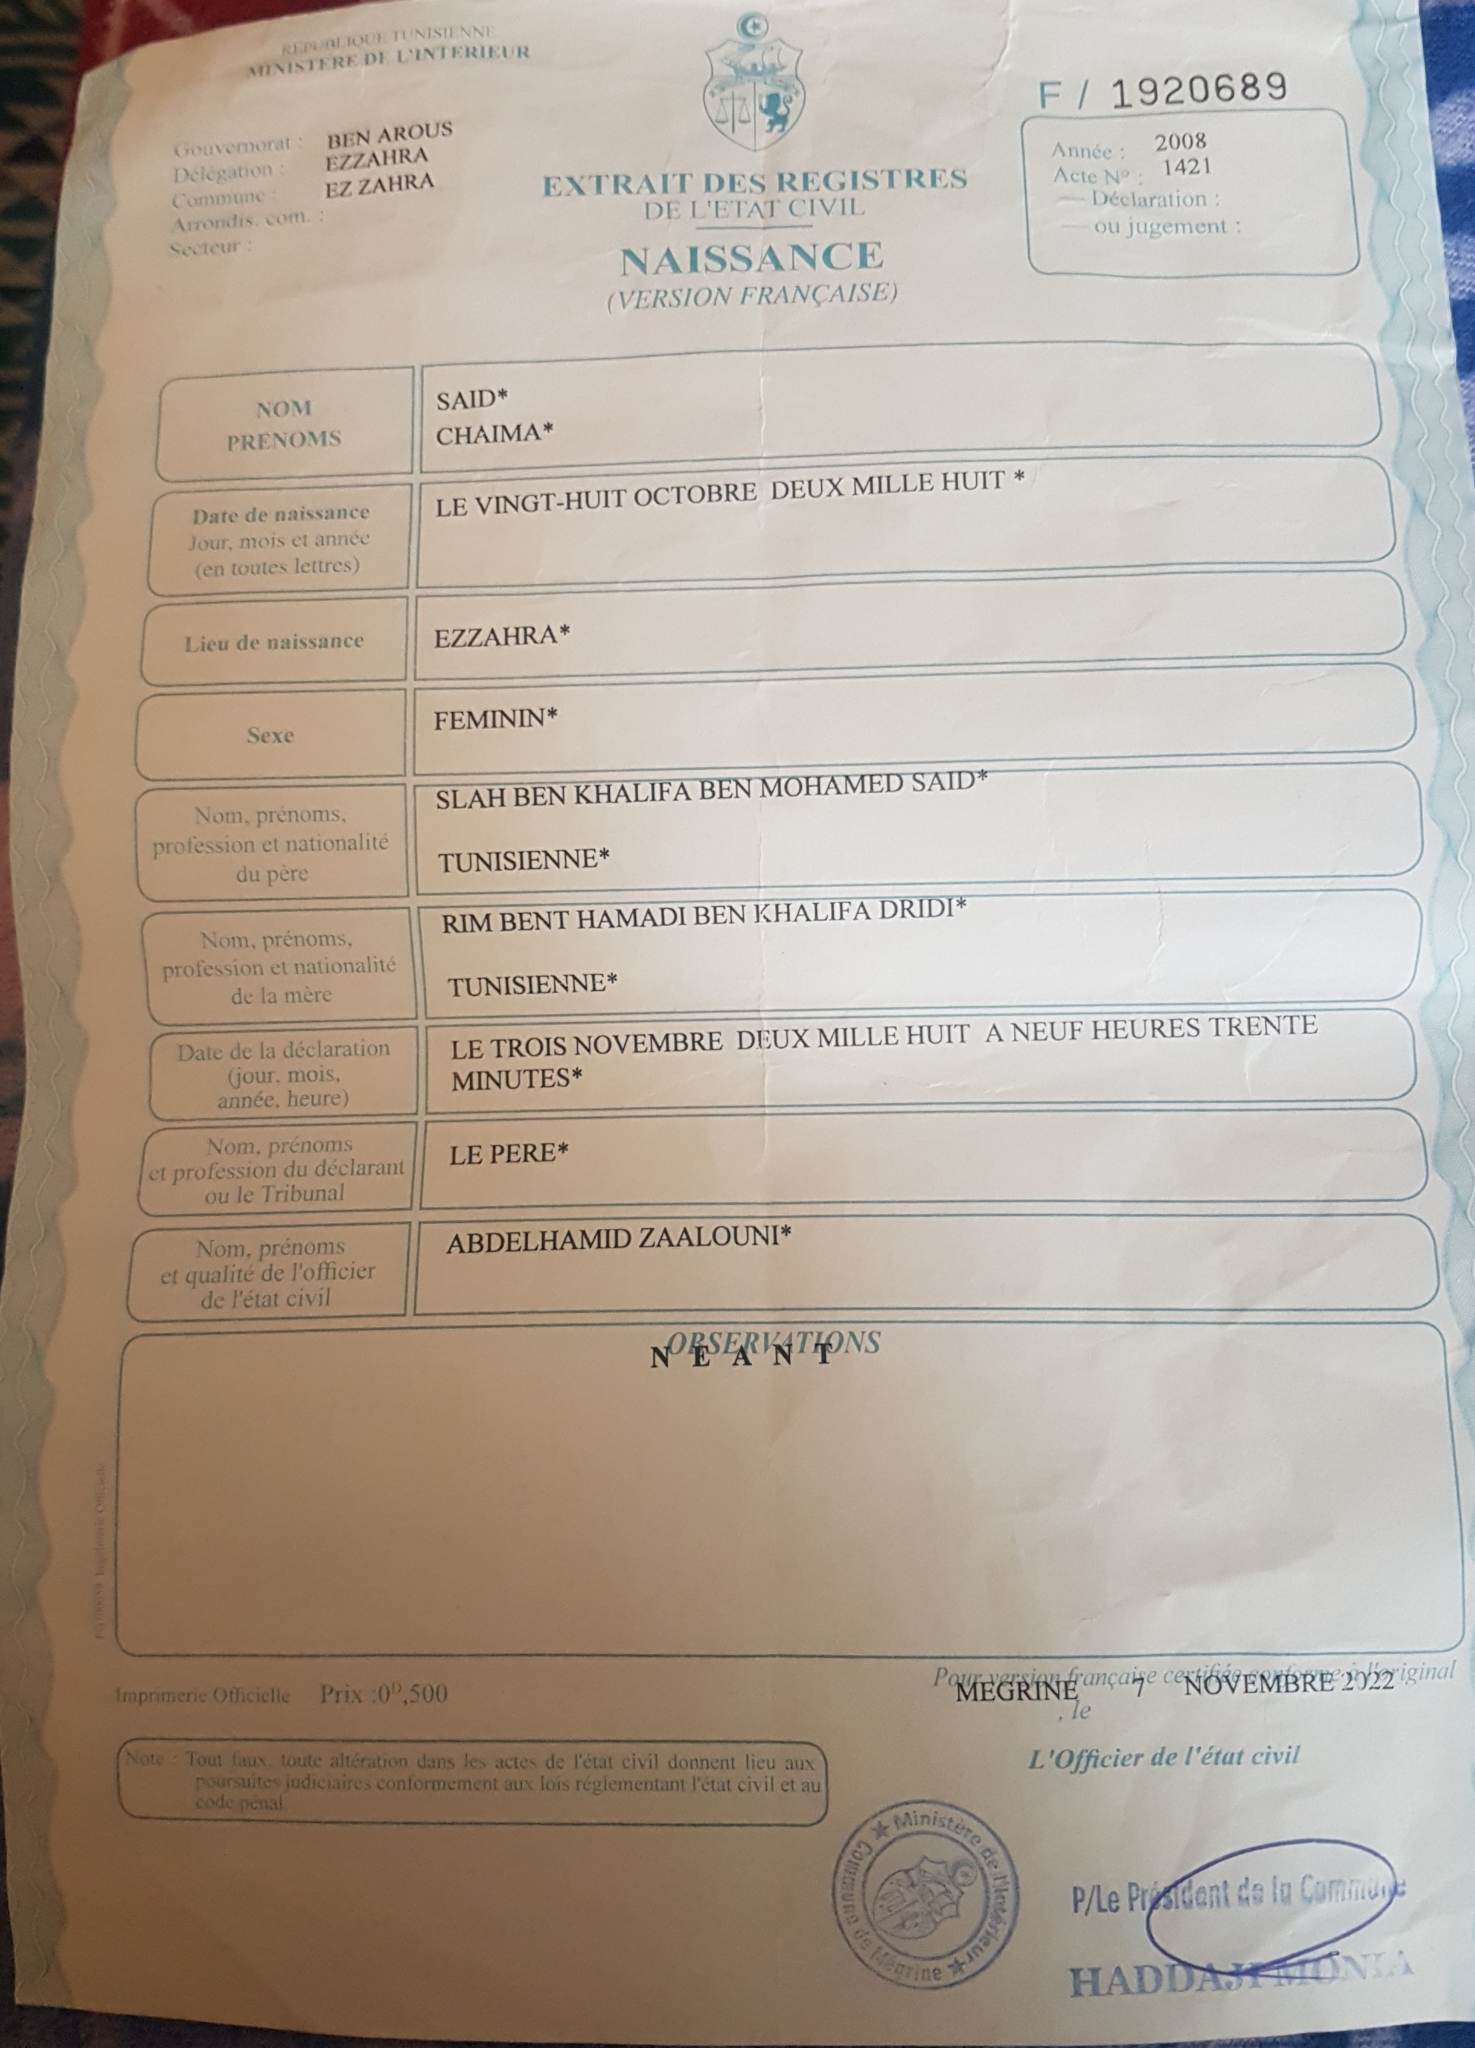 REPUBLIQUE TUNISIENNE
MINISTERE DE L'INTERIEUR
F / 1920689
Gouvernorat : BEN AROUS
Délégation : EZZAHRA
Commune : EZ ZAHRA
Arrondis. com. :
Secteur :
EXTRAIT DES REGISTRES
DE L'ETAT CIVIL
NAISSANCE
(VERSION FRANÇAISE)
Année : 2008
Acte Nº : 1421
— Déclaration :
— ou jugement :
NOM
PRENOMS
SAID*
CHAIMA*
Date de naissance
Jour, mois et année
(en toutes lettres)
LE VINGT-HUIT OCTOBRE DEUX MILLE HUIT *
Lieu de naissance
EZZAHRA*
Sexe
FEMININ*
Nom, prénoms,
profession et nationalité
du père
SLAH BEN KHALIFA BEN MOHAMED SAID*
TUNISIENNE*
Nom, prénoms,
profession et nationalité
de la mère
RIM BENT HAMADI BEN KHALIFA DRIDI*
TUNISIENNE*
Date de la déclaration
(jour, mois,
année, heure)
LE TROIS NOVEMBRE DEUX MILLE HUIT A NEUF HEURES TRENTE
MINUTES*
Nom, prénoms
et profession du déclarant
ou le Tribunal
LE PERE*
Nom, prénoms
et qualité de l'officier
de l'état civil
ABDELHAMID ZAALOUNI*
OBSERVATIONS
N E A N T
Imprimerie Officielle Prix :0ᴰ,500
Pour version française certifiée conforme à l'original
MEGRINE , le 7 NOVEMBRE 2022
Note : Tout faux, toute altération dans les actes de l'état civil donnent lieu aux
poursuites judiciaires conformement aux lois réglementant l'état civil et au
code pénal.
L'Officier de l'état civil
Ministère de l'Intérieur ★ Commune de Mégrine ★
P/Le Président de la Commune
HADDAJI MONIA